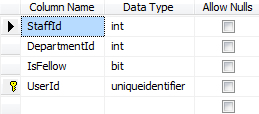 Column Name Data Type Allow Nulls
StaffId int
DepartmentId int
IsFellow bit
UserId uniqueidentifier